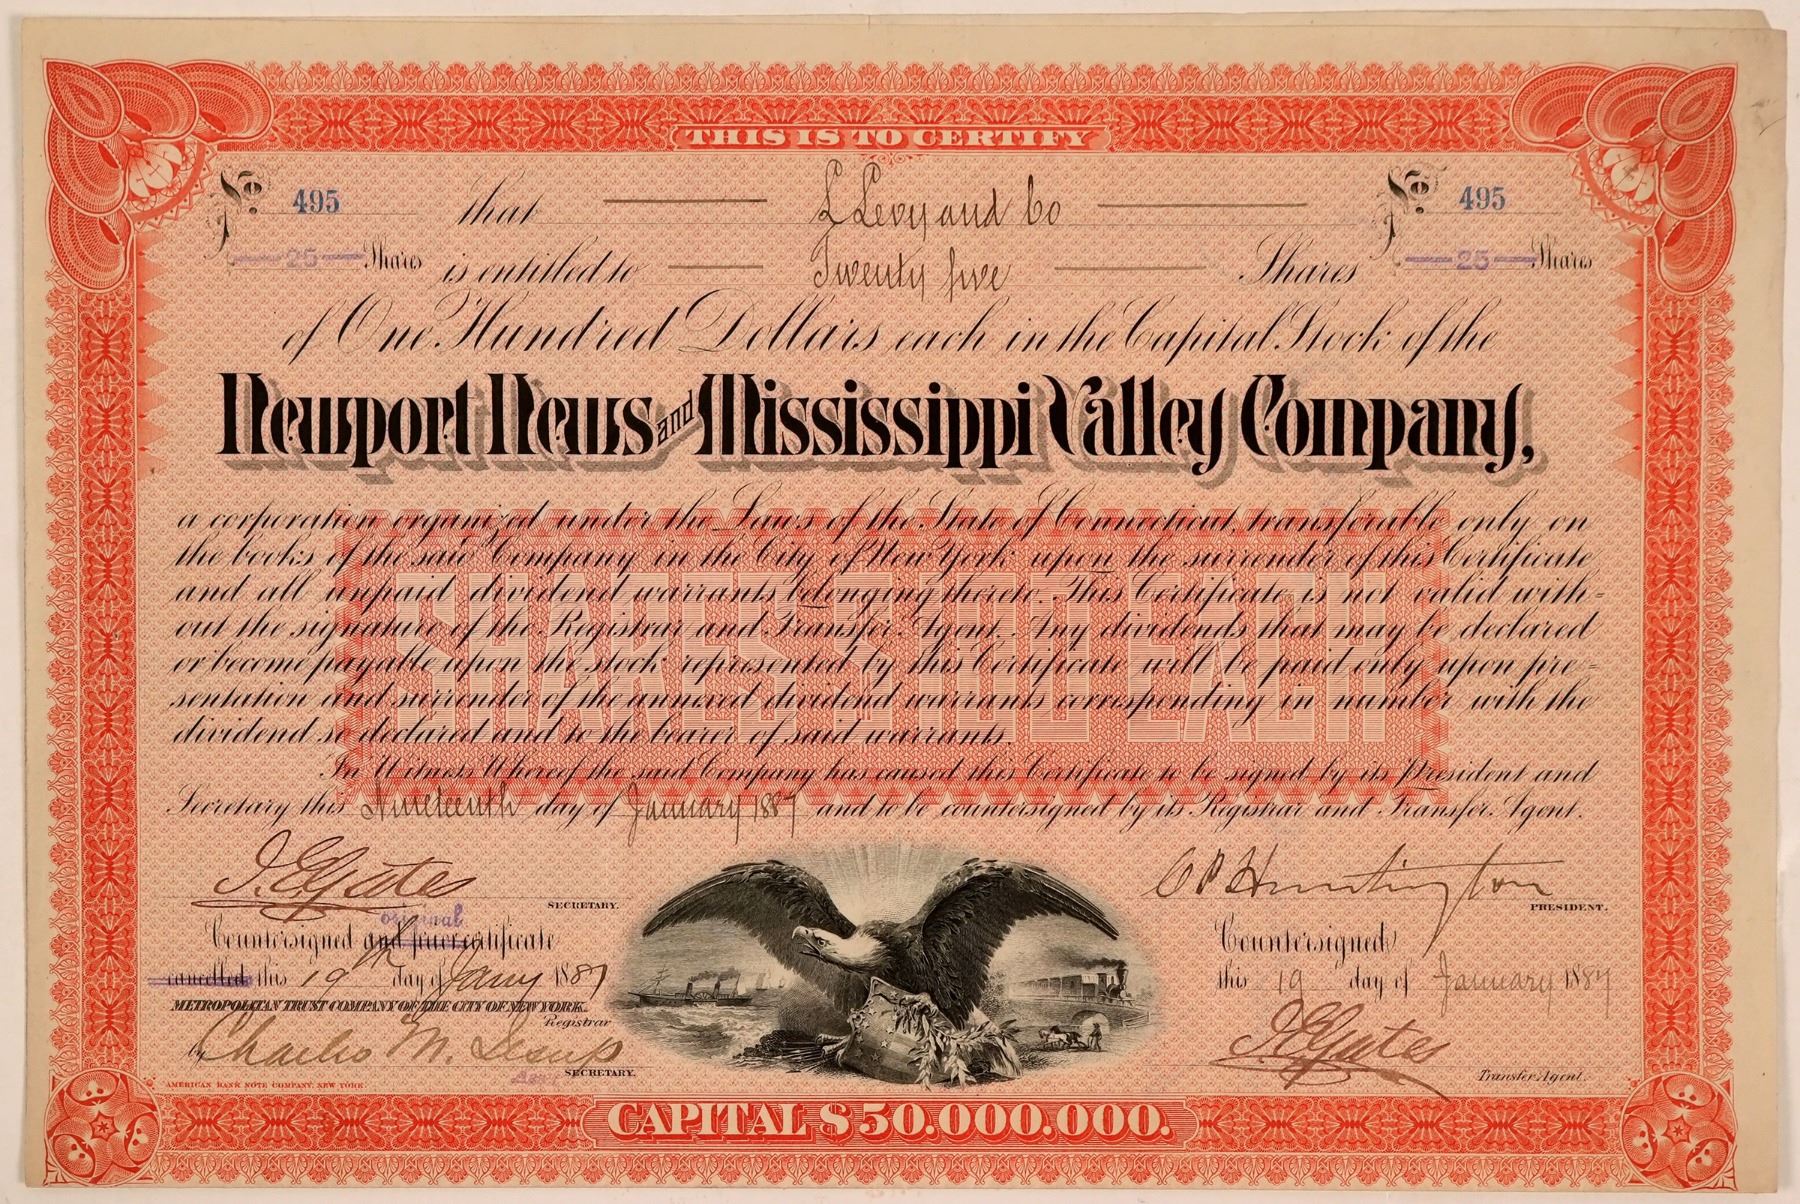 THIS IS TO CERTIFY
No. 495 That L Levy and Co No. 495
25 Shares is entitled to Twenty five Shares 25 Shares
of One Hundred Dollars each in the Capital Stock of the
Newport News and Mississippi Valley Company,
a corporation organized under the Laws of the State of Connecticut, transferable only on
the books of the said Company in the City of New York upon the surrender of this Certificate
and all unpaid dividend warrants belonging thereto. This Certificate is not valid with=
out the signature of the Registrar and Transfer Agent. Any dividends that may be declared
or become payable upon the stock represented by this Certificate will be paid only upon pre=
sentation and surrender of the annexed dividend warrants corresponding in number with the
dividend so declared and to the bearer of said warrants.
SHARES $100 EACH
In Witness Whereof the said Company has caused this Certificate to be signed by its President and
Secretary this Nineteenth day of January 1887 and to be countersigned by its Registrar and Transfer Agent.
I. E. Gates SECRETARY.
C P Huntington PRESIDENT.
original
Countersigned and prior certificate
cancelled this 19th day of Jany 1887
METROPOLITAN TRUST COMPANY OF THE CITY OF NEW YORK.
Registrar
by Charles M. Jesup
Asst SECRETARY.
Countersigned
this 19 day of January 1887
I. E. Gates
Transfer Agent.
AMERICAN BANK NOTE COMPANY, NEW YORK.
CAPITAL $50.000.000.